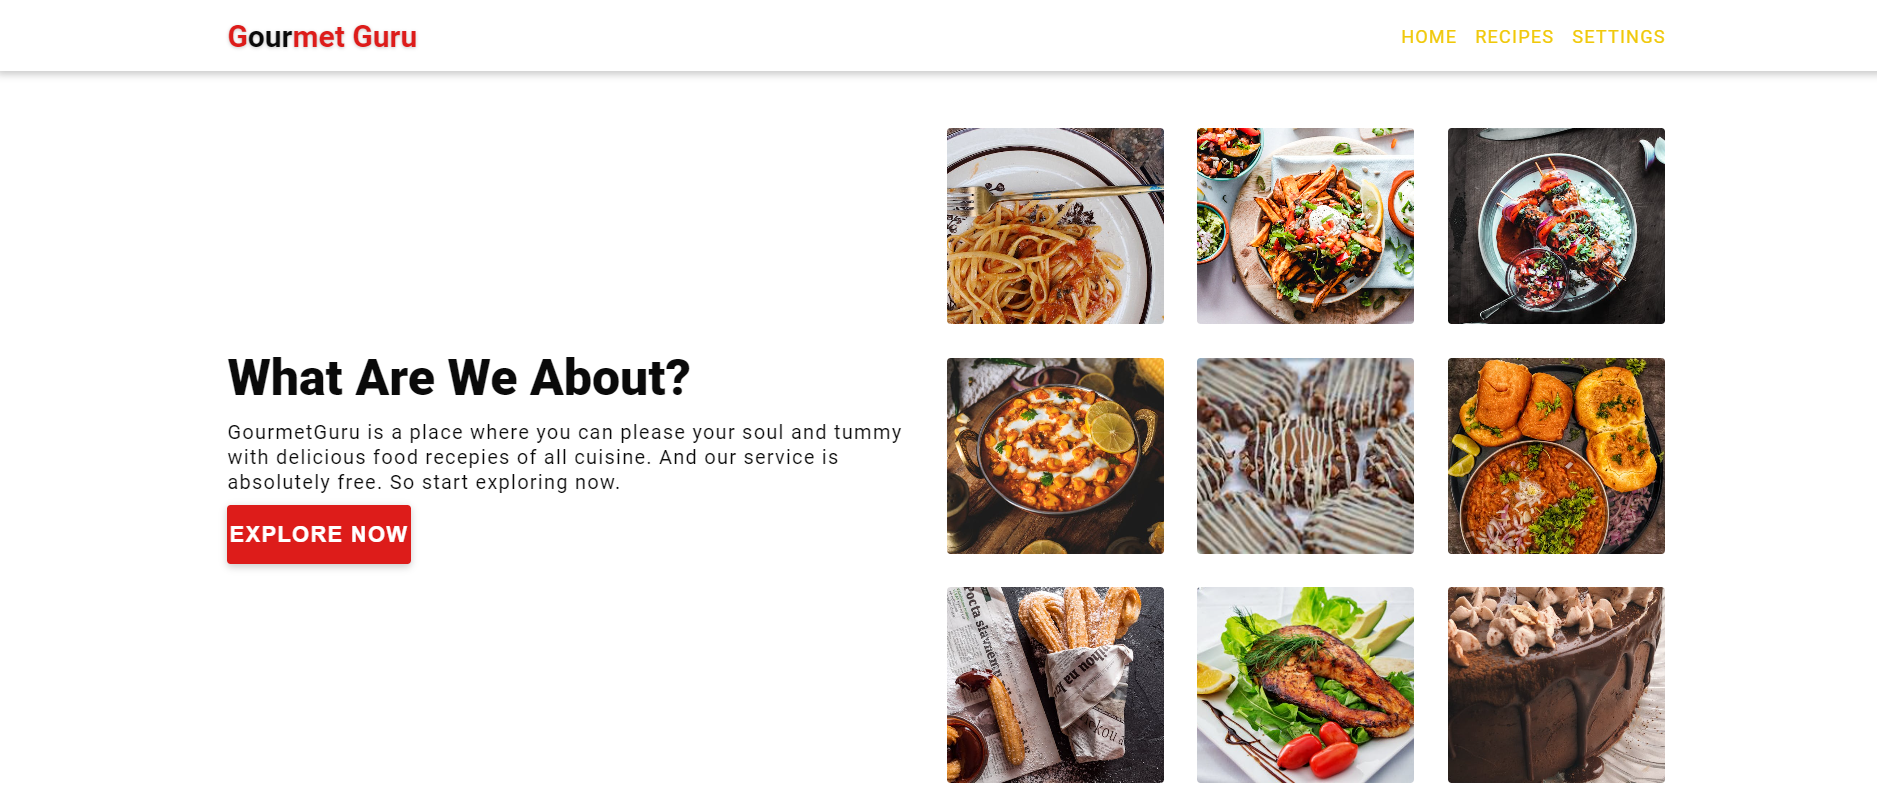 Gourmet Guru
HOME RECIPES SETTINGS
What Are We About?
GourmetGuru is a place where you can please your soul and tummy
with delicious food recepies of all cuisine. And our service is
absolutely free. So start exploring now.
EXPLORE NOW